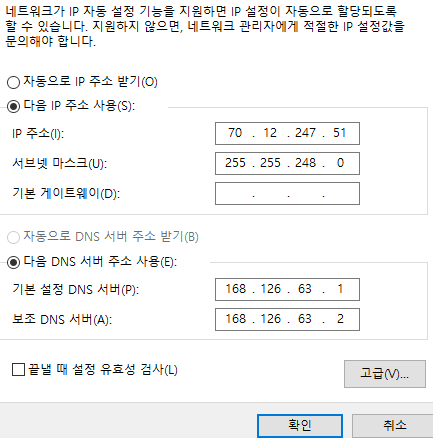 네트워크가 IP 자동 설정 기능을 지원하면 IP 설정이 자동으로 할당되도록
할 수 있습니다. 지원하지 않으면, 네트워크 관리자에게 적절한 IP 설정값을
문의해야 합니다.
자동으로 IP 주소 받기(O)
다음 IP 주소 사용(S):
IP 주소(I): 70 . 12 . 247 . 51
서브넷 마스크(U): 255 . 255 . 248 . 0
기본 게이트웨이(D): . . .
자동으로 DNS 서버 주소 받기(B)
다음 DNS 서버 주소 사용(E):
기본 설정 DNS 서버(P): 168 . 126 . 63 . 1
보조 DNS 서버(A): 168 . 126 . 63 . 2
끝낼 때 설정 유효성 검사(L)
고급(V)...
확인 취소